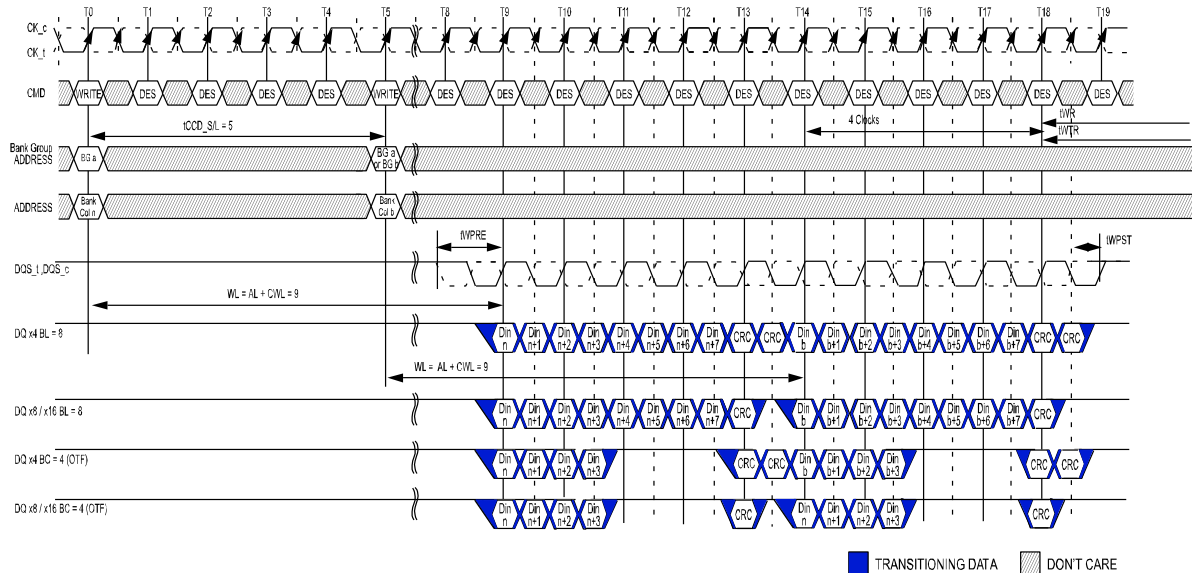 T0 T1 T2 T3 T4 T5 T8 T9 T10 T11 T12 T13 T14 T15 T16 T17 T18 T19
CK_c
CK_t
CMD WRITE DES DES DES DES WRITE DES DES DES DES DES DES DES DES DES DES DES DES
tCCD_S/L = 5
4 Clocks
tWR
tWTR
Bank Group
ADDRESS
BG a
BG a
or BG b
ADDRESS
Bank
Col n
Bank
Col b
tWPRE
tWPST
DQS_t ,DQS_c
WL = AL + CWL = 9
DQ x4 BL = 8
Din n Din n+1 Din n+2 Din n+3 Din n+4 Din n+5 Din n+6 Din n+7 CRC CRC Din b Din b+1 Din b+2 Din b+3 Din b+4 Din b+5 Din b+6 Din b+7 CRC CRC
WL = AL + CWL = 9
DQ x8 / x16 BL = 8
Din n Din n+1 Din n+2 Din n+3 Din n+4 Din n+5 Din n+6 Din n+7 CRC Din b Din b+1 Din b+2 Din b+3 Din b+4 Din b+5 Din b+6 Din b+7 CRC
DQ x4 BC = 4 (OTF)
Din n Din n+1 Din n+2 Din n+3 CRC CRC Din b Din b+1 Din b+2 Din b+3 CRC CRC
DQ x8 / x16 BC = 4 (OTF)
Din n Din n+1 Din n+2 Din n+3 CRC Din b Din n+1 Din b+2 Din b+3 CRC
TRANSITIONING DATA
DON'T CARE